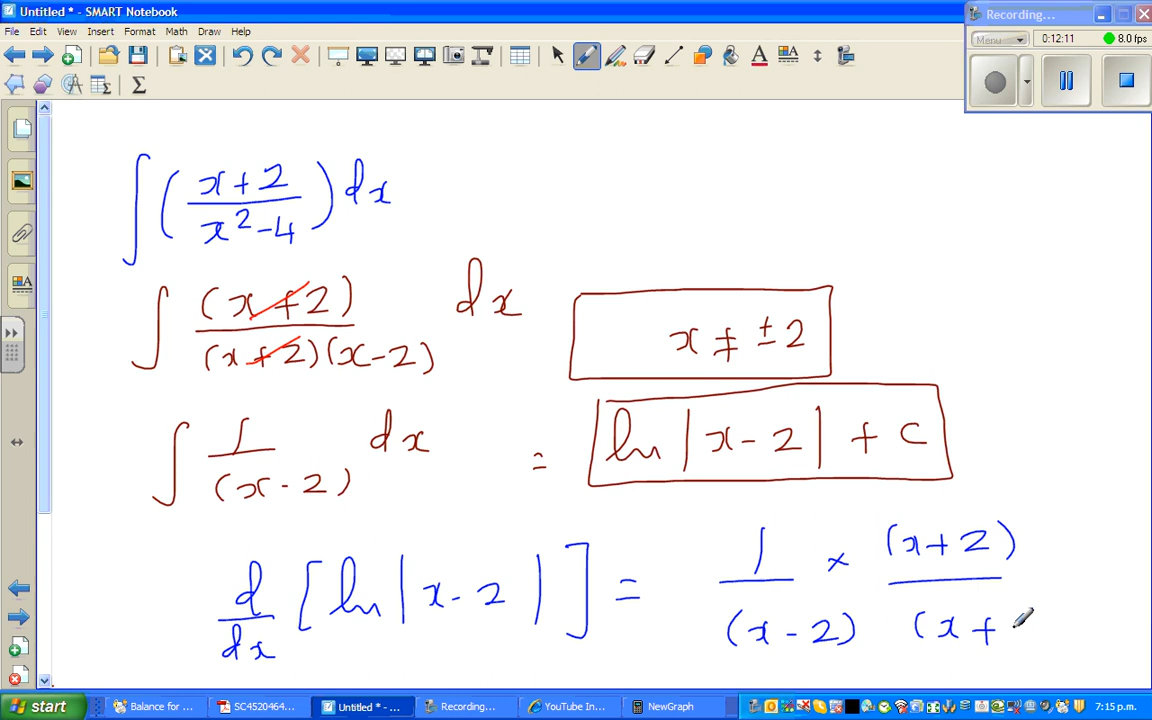 Untitled * - SMART Notebook
Recording...
File Edit View Insert Format Math Draw Help
Menu 0:12:11 8.0 fps
∫ ( (x+2)/(x²-4) ) dx
∫ (x+2)/((x+2)(x-2)) dx
x ≠ ±2
∫ 1/(x-2) dx = ln|x-2| + c
d/dx [ln|x-2|] = 1/(x-2) × (x+2)/(x+
start Balance for ... SC4520464... Untitled * - ... Recording... YouTube In... NewGraph 7:15 p.m.